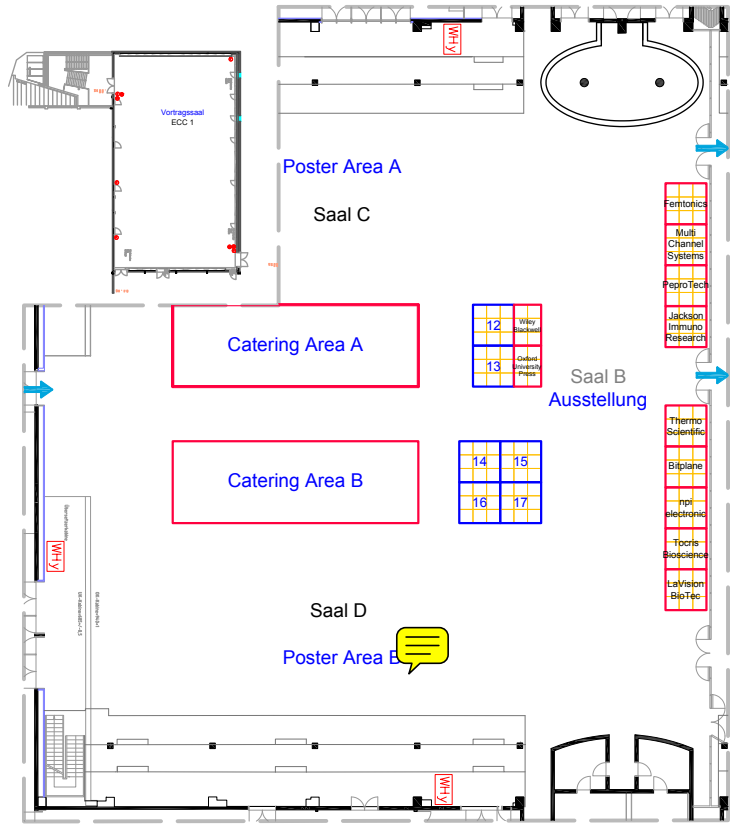 WHy
Vortragssaal
ECC 1
Poster Area A
Saal C
Femtonics
Multi
Channel
Systems
PeproTech
Jackson
Immuno
Research
Catering Area A
12
Wiley
Blackwell
13
Oxford
University
Press
Saal B
Ausstellung
Catering Area B
14
15
16
17
Thermo
Scientific
Bitplane
npi
electronic
Tocris
Bioscience
LaVision
BioTec
WHy
Saal D
Poster Area B
WHy